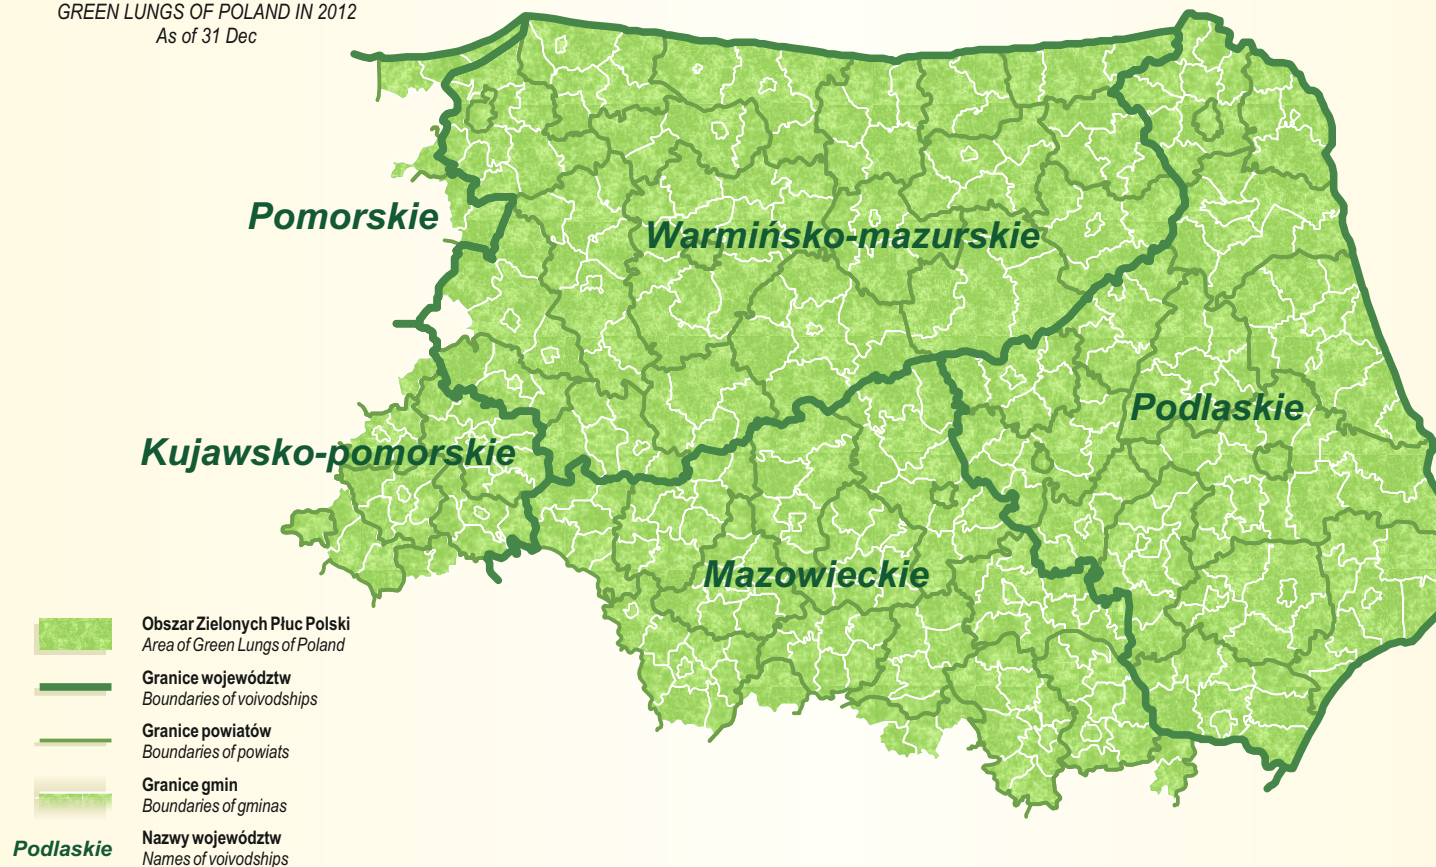 GREEN LUNGS OF POLAND IN 2012
As of 31 Dec
Pomorskie
Warmińsko-mazurskie
Podlaskie
Kujawsko-pomorskie
Mazowieckie
Obszar Zielonych Płuc Polski
Area of Green Lungs of Poland
Granice województw
Boundaries of voivodships
Granice powiatów
Boundaries of powiats
Granice gmin
Boundaries of gminas
Podlaskie
Nazwy województw
Names of voivodships